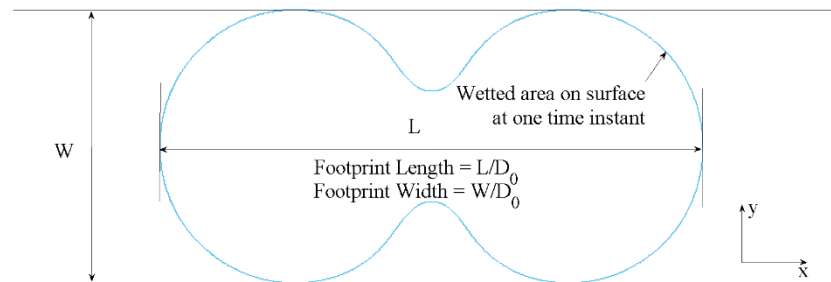 Wetted area on surface
at one time instant
L
W
Footprint Length = L/D₀
Footprint Width = W/D₀
y
x